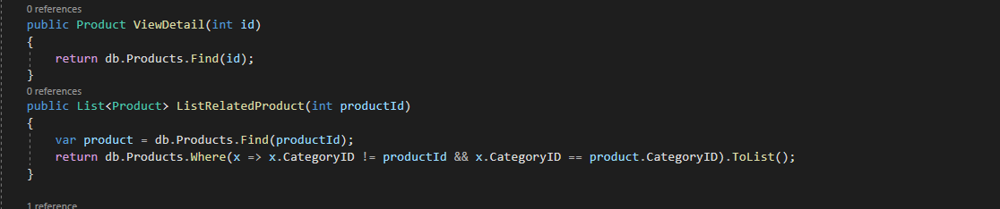 0 references
public Product ViewDetail(int id)
{
return db.Products.Find(id);
}
0 references
public List<Product> ListRelatedProduct(int productId)
{
var product = db.Products.Find(productId);
return db.Products.Where(x => x.CategoryID != productId && x.CategoryID == product.CategoryID).ToList();
}
1 reference